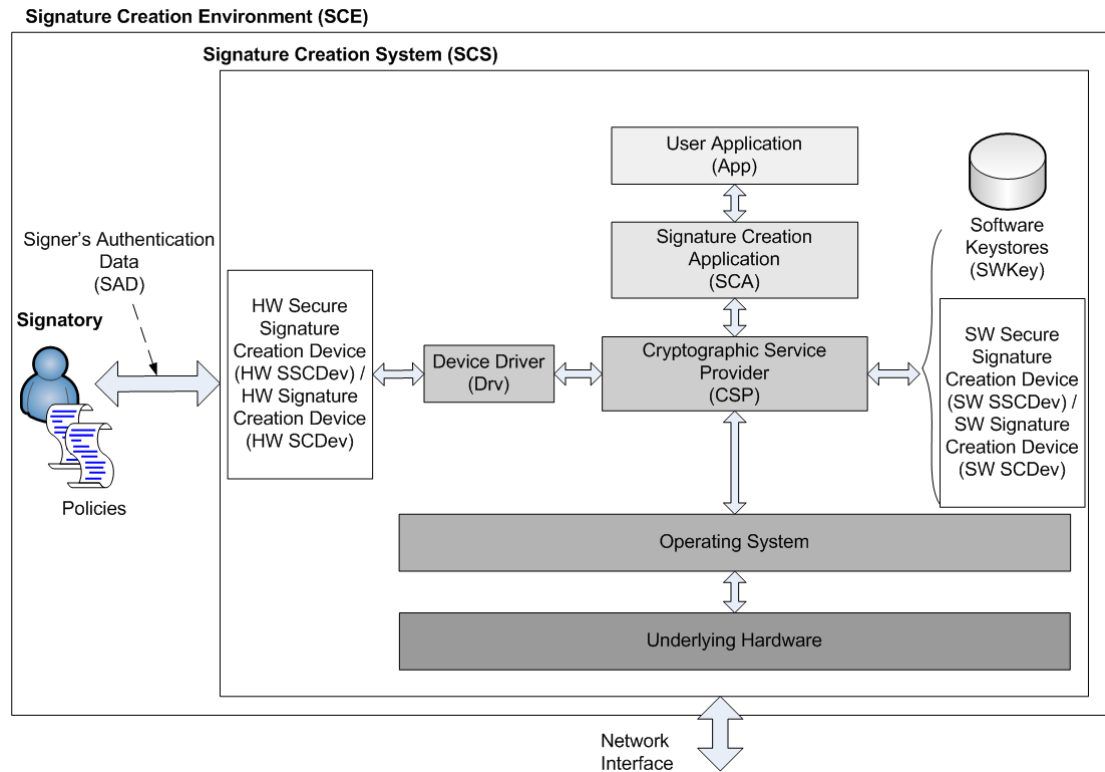 Signature Creation Environment (SCE)
Signature Creation System (SCS)
User Application
(App)
Signature Creation
Application
(SCA)
Software
Keystores
(SWKey)
Signer's Authentication
Data
(SAD)
Signatory
Policies
HW Secure
Signature
Creation Device
(HW SSCDev) /
HW Signature
Creation Device
(HW SCDev)
Device Driver
(Drv)
Cryptographic Service
Provider
(CSP)
SW Secure
Signature
Creation Device
(SW SSCDev) /
SW Signature
Creation Device
(SW SCDev)
Operating System
Underlying Hardware
Network
Interface